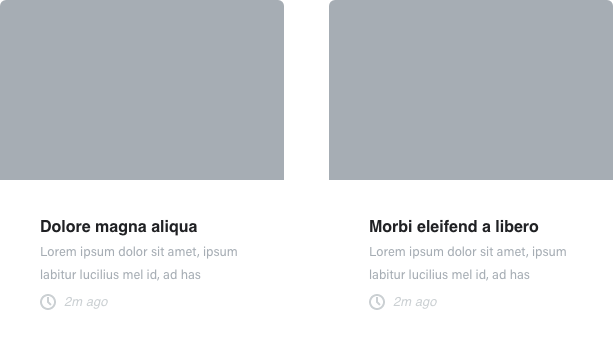 Dolore magna aliqua
Lorem ipsum dolor sit amet, ipsum
labitur lucilius mel id, ad has
2m ago
Morbi eleifend a libero
Lorem ipsum dolor sit amet, ipsum
labitur lucilius mel id, ad has
2m ago